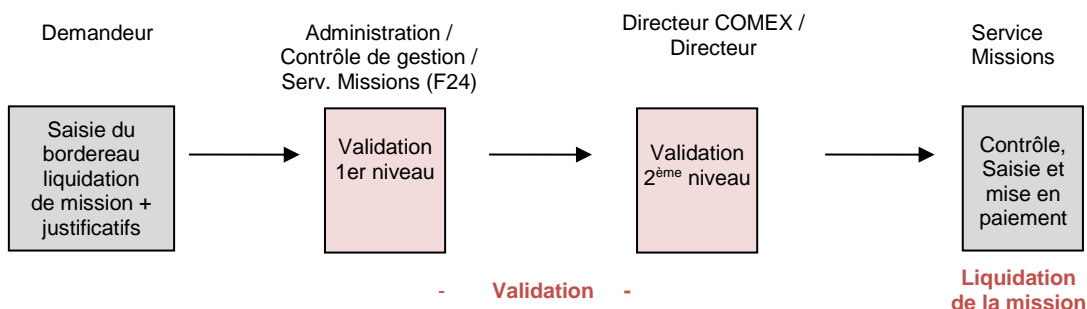 Demandeur
Administration /
Contrôle de gestion /
Serv. Missions (F24)
Directeur COMEX /
Directeur
Service
Missions
Saisie du
bordereau
liquidation
de mission +
justificatifs
Validation
1er niveau
Validation
2ème niveau
Contrôle,
Saisie et
mise en
paiement
- Validation -
Liquidation
de la mission